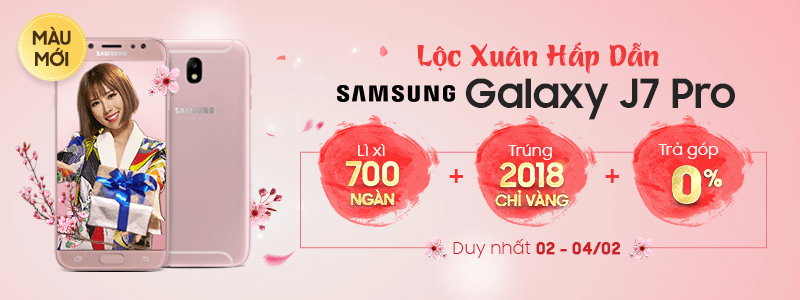 MÀU
MỚI
SAMSUNG
Lộc Xuân Hấp Dẫn
SAMSUNG Galaxy J7 Pro
Lì xì
700
NGÀN
+
Trúng
2018
CHỈ VÀNG
+
Trả góp
0%
Duy nhất 02 - 04/02